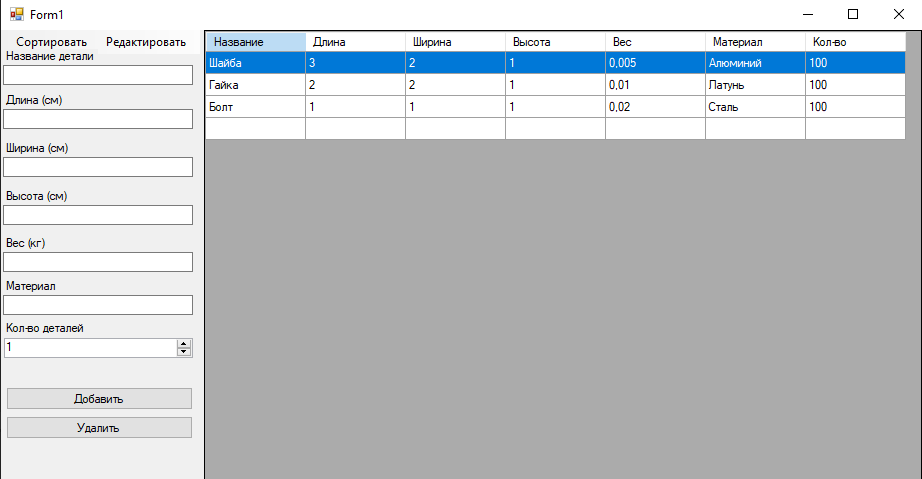 Form1
Сортировать Редактировать
Название детали
Длина (см)
Ширина (см)
Высота (см)
Вес (кг)
Материал
Кол-во деталей
1
Добавить
Удалить
Название Длина Ширина Высота Вес Материал Кол-во
Шайба 3 2 1 0,005 Алюминий 100
Гайка 2 2 1 0,01 Латунь 100
Болт 1 1 1 0,02 Сталь 100